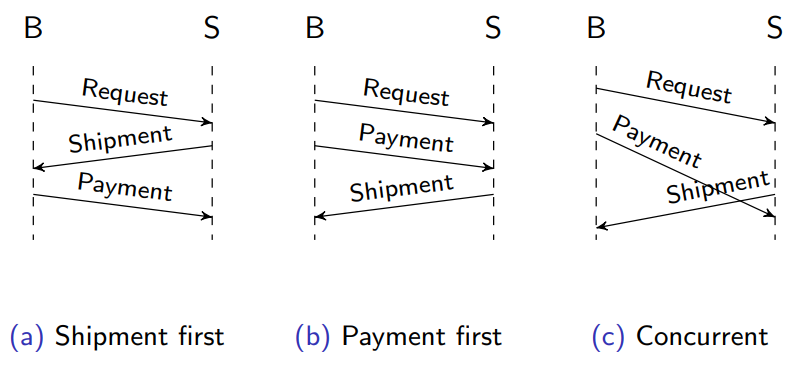 B S B S B S
Request Request Request
Shipment Payment Payment
Payment Shipment Shipment
(a) Shipment first (b) Payment first (c) Concurrent